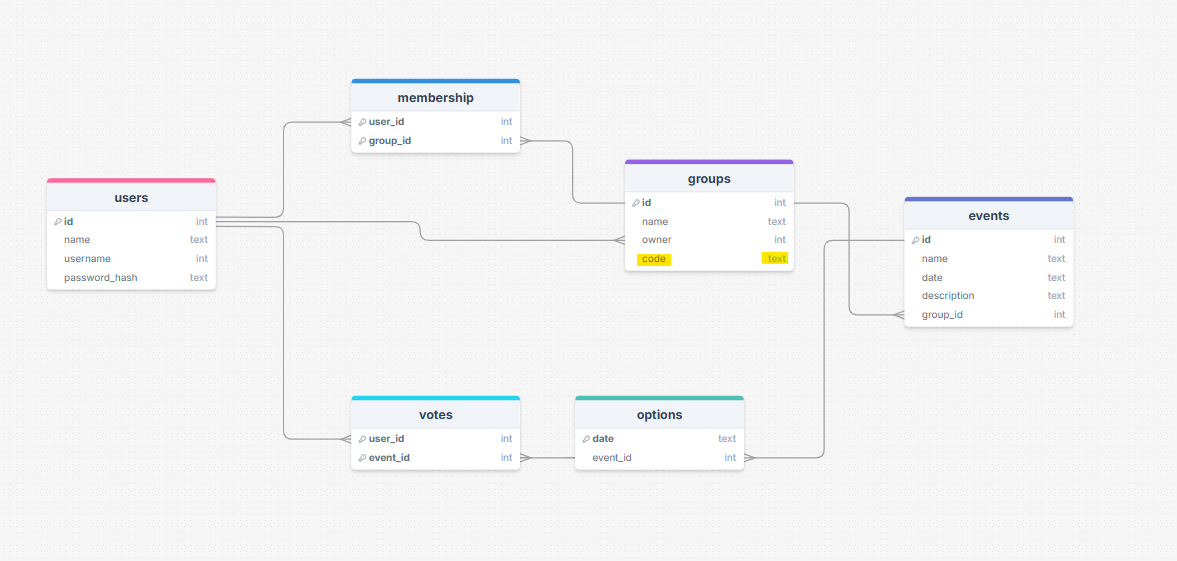 membership
user_id int
group_id int
users
id int
name text
username int
password_hash text
groups
id int
name text
owner int
code text
events
id int
name text
date text
description text
group_id int
votes
user_id int
event_id int
options
date text
event_id int